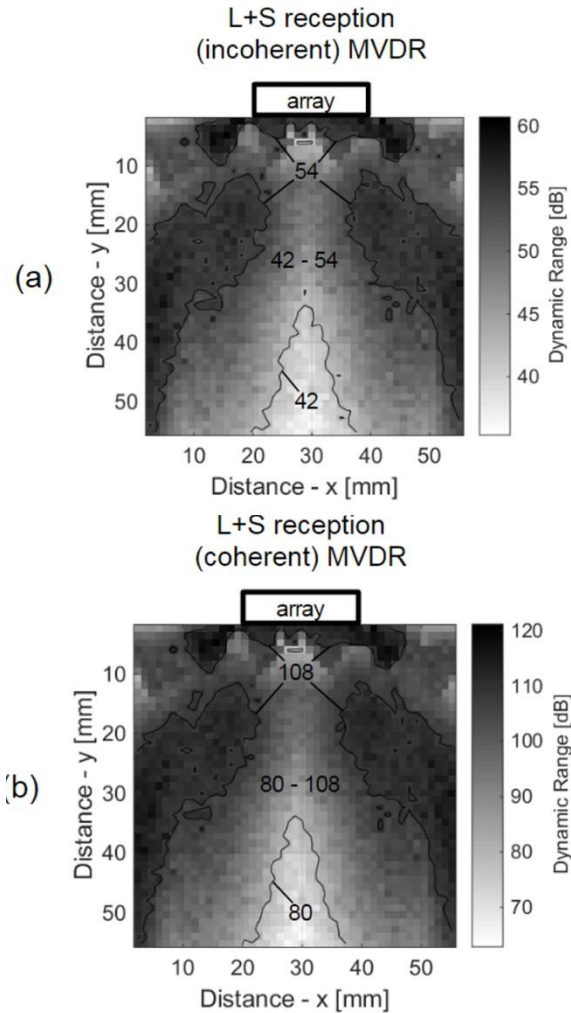 L+S reception
(incoherent) MVDR
array
60
10
54
55
20
(a)
Distance - y [mm]
42 - 54
50
30
Dynamic Range [dB]
45
40
42
40
50
10 20 30 40 50
Distance - x [mm]
L+S reception
(coherent) MVDR
array
120
10
108
110
20
100
(b)
Distance - y [mm]
80 - 108
30
Dynamic Range [dB]
90
40
80
80
50
70
10 20 30 40 50
Distance - x [mm]